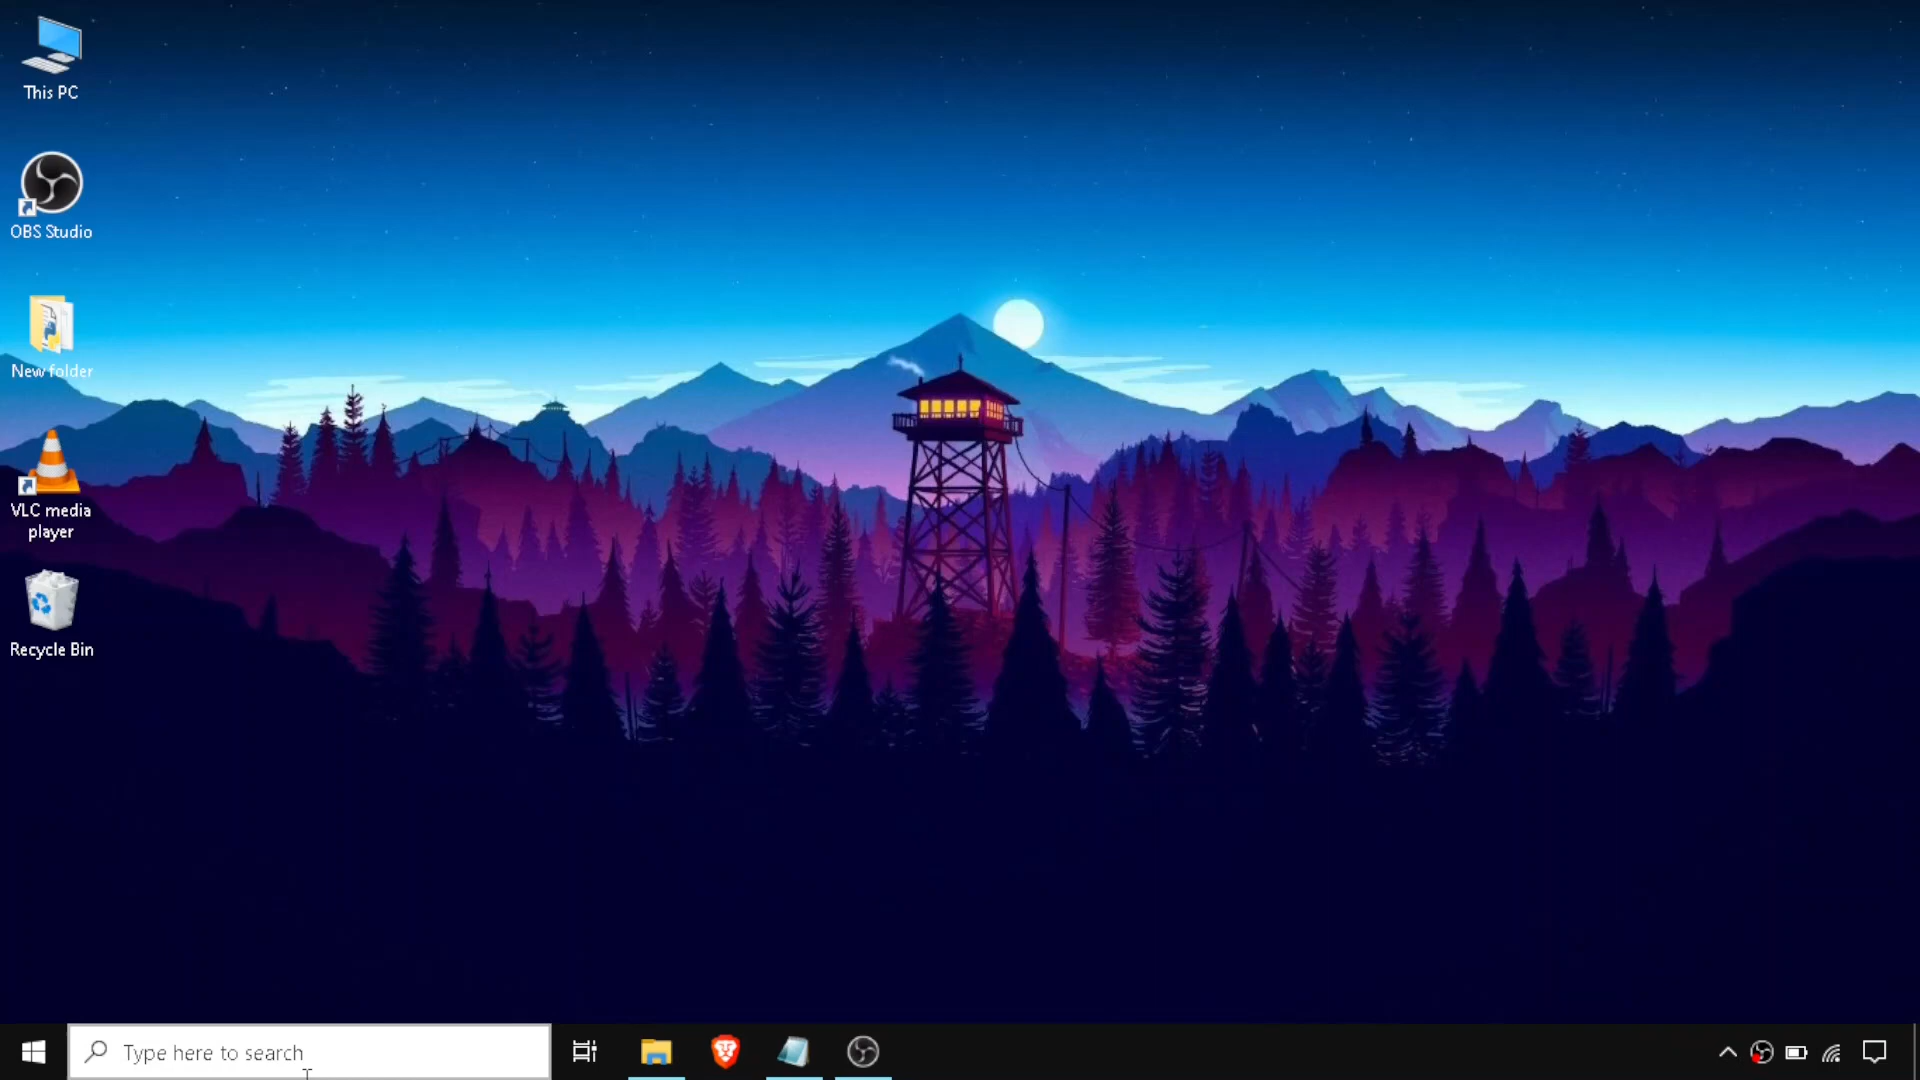 This PC
OBS Studio
New folder
VLC media
player
Recycle Bin
Type here to search